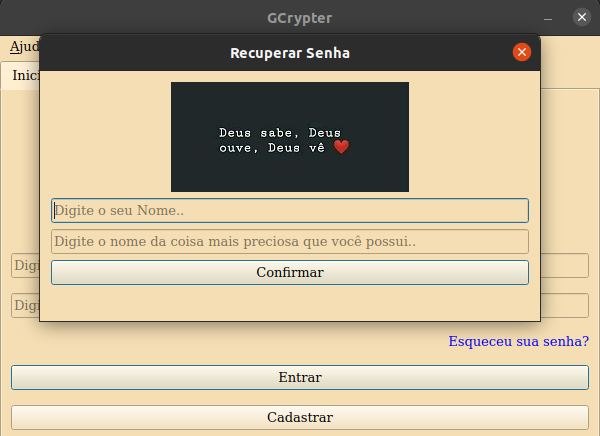 GCrypter
Recuperar Senha
Ajud
Iníci
Deus sabe, Deus
ouve, Deus vê ❤️
Digite o seu Nome..
Digite o nome da coisa mais preciosa que você possui..
Confirmar
Digi
Digi
Esqueceu sua senha?
Entrar
Cadastrar